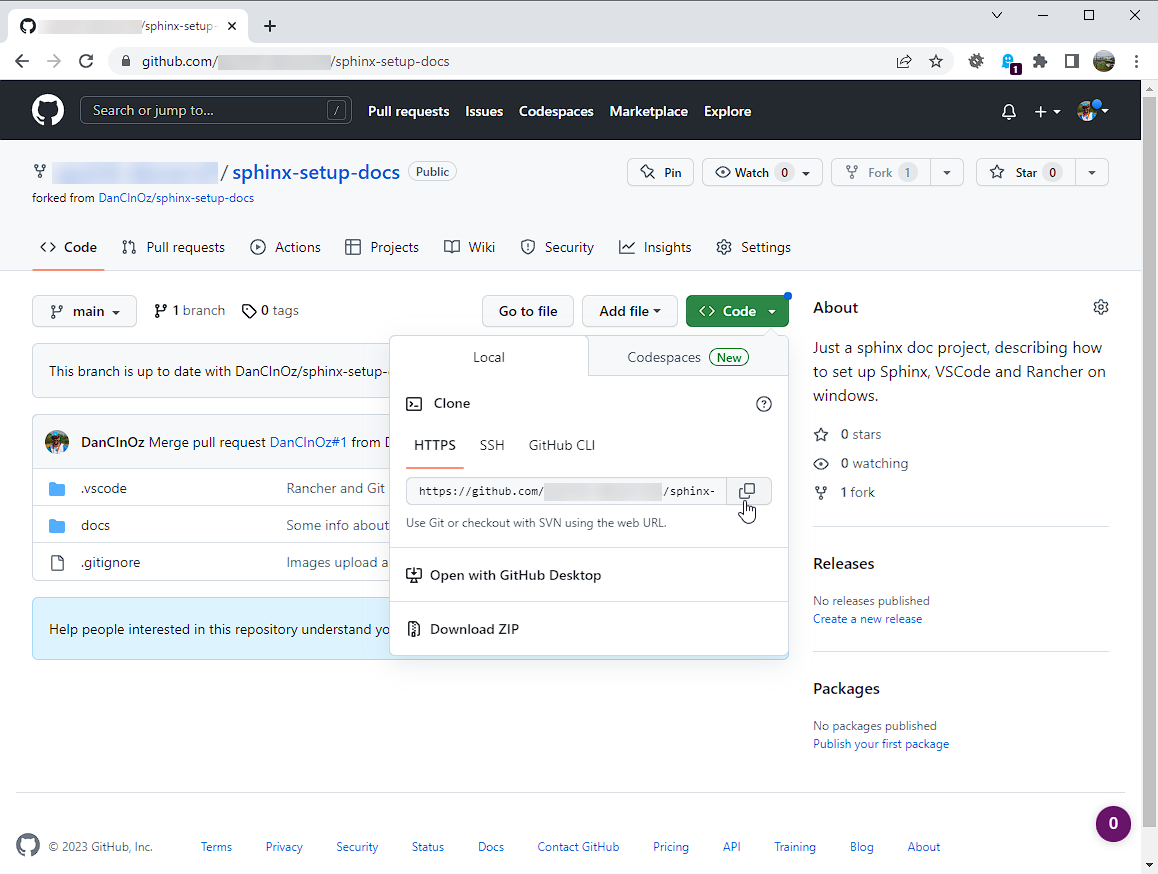 /sphinx-setup-
github.com/ /sphinx-setup-docs
1
Search or jump to... /
Pull requests Issues Codespaces Marketplace Explore
/ sphinx-setup-docs Public
Pin
Watch 0
Fork 1
Star 0
forked from DanClnOz/sphinx-setup-docs
Code Pull requests Actions Projects Wiki Security Insights Settings
main 1 branch 0 tags
Go to file Add file Code
This branch is up to date with DanClnOz/sphinx-setup-
DanClnOz Merge pull request DanClnOz#1 from
.vscode Rancher and Git
docs Some info about
.gitignore Images upload a
Help people interested in this repository understand yo
Local Codespaces New
Clone
HTTPS SSH GitHub CLI
https://github.com/ /sphinx-
Use Git or checkout with SVN using the web URL.
Open with GitHub Desktop
Download ZIP
About
Just a sphinx doc project, describing how
to set up Sphinx, VSCode and Rancher on
windows.
0 stars
0 watching
1 fork
Releases
No releases published
Create a new release
Packages
No packages published
Publish your first package
0
© 2023 GitHub, Inc. Terms Privacy Security Status Docs Contact GitHub Pricing API Training Blog About